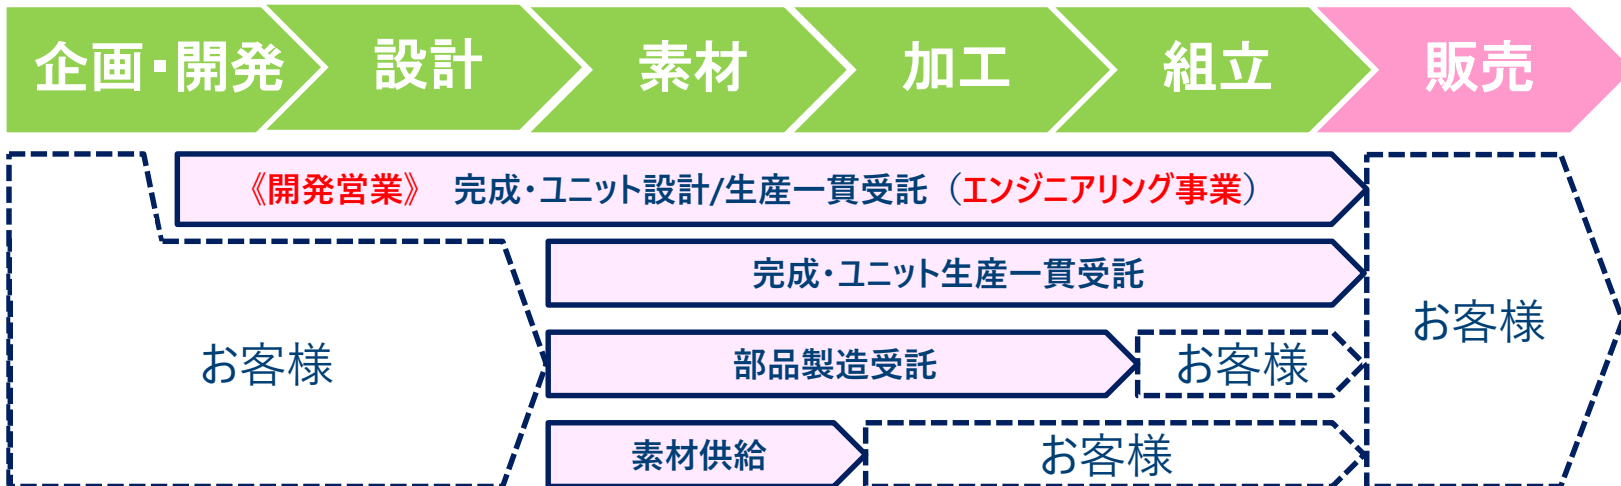 企画・開発
設計
素材
加工
組立
販売
《開発営業》 完成・ユニット設計/生産一貫受託（エンジニアリング事業）
完成・ユニット生産一貫受託
お客様
お客様
部品製造受託
お客様
素材供給
お客様